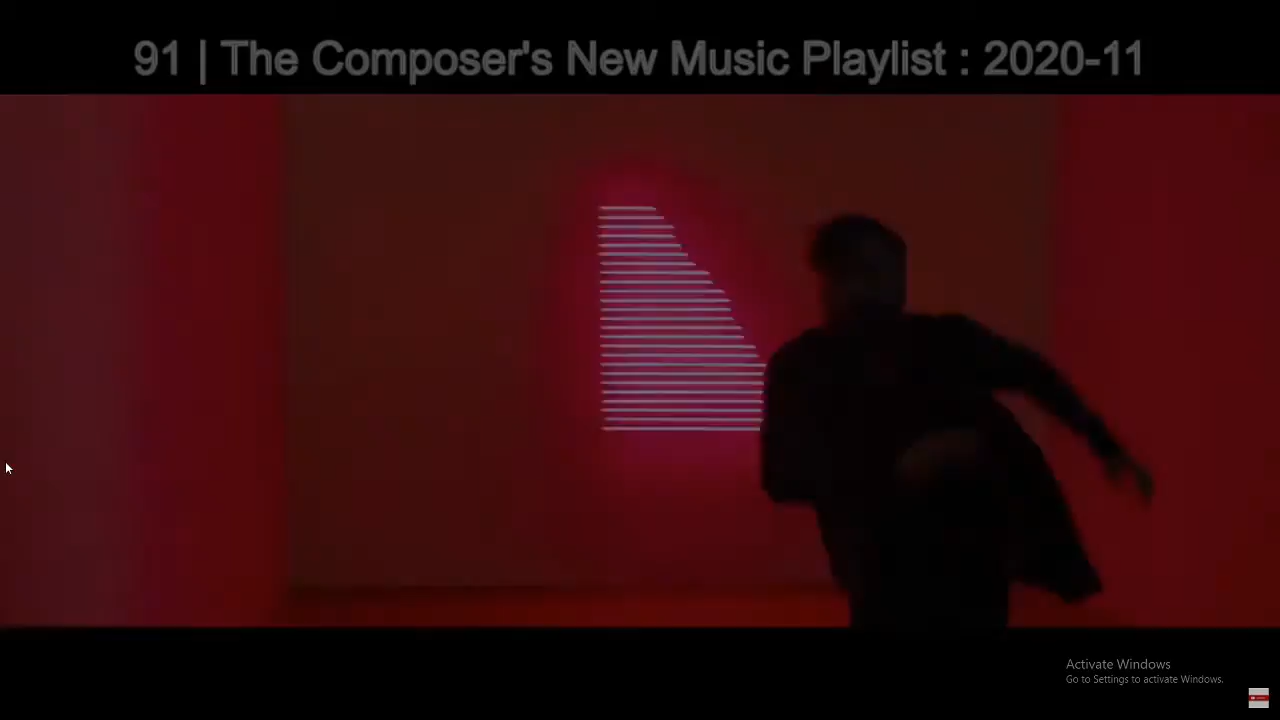 91 | The Composer's New Music Playlist : 2020-11
Activate Windows
Go to Settings to activate Windows.